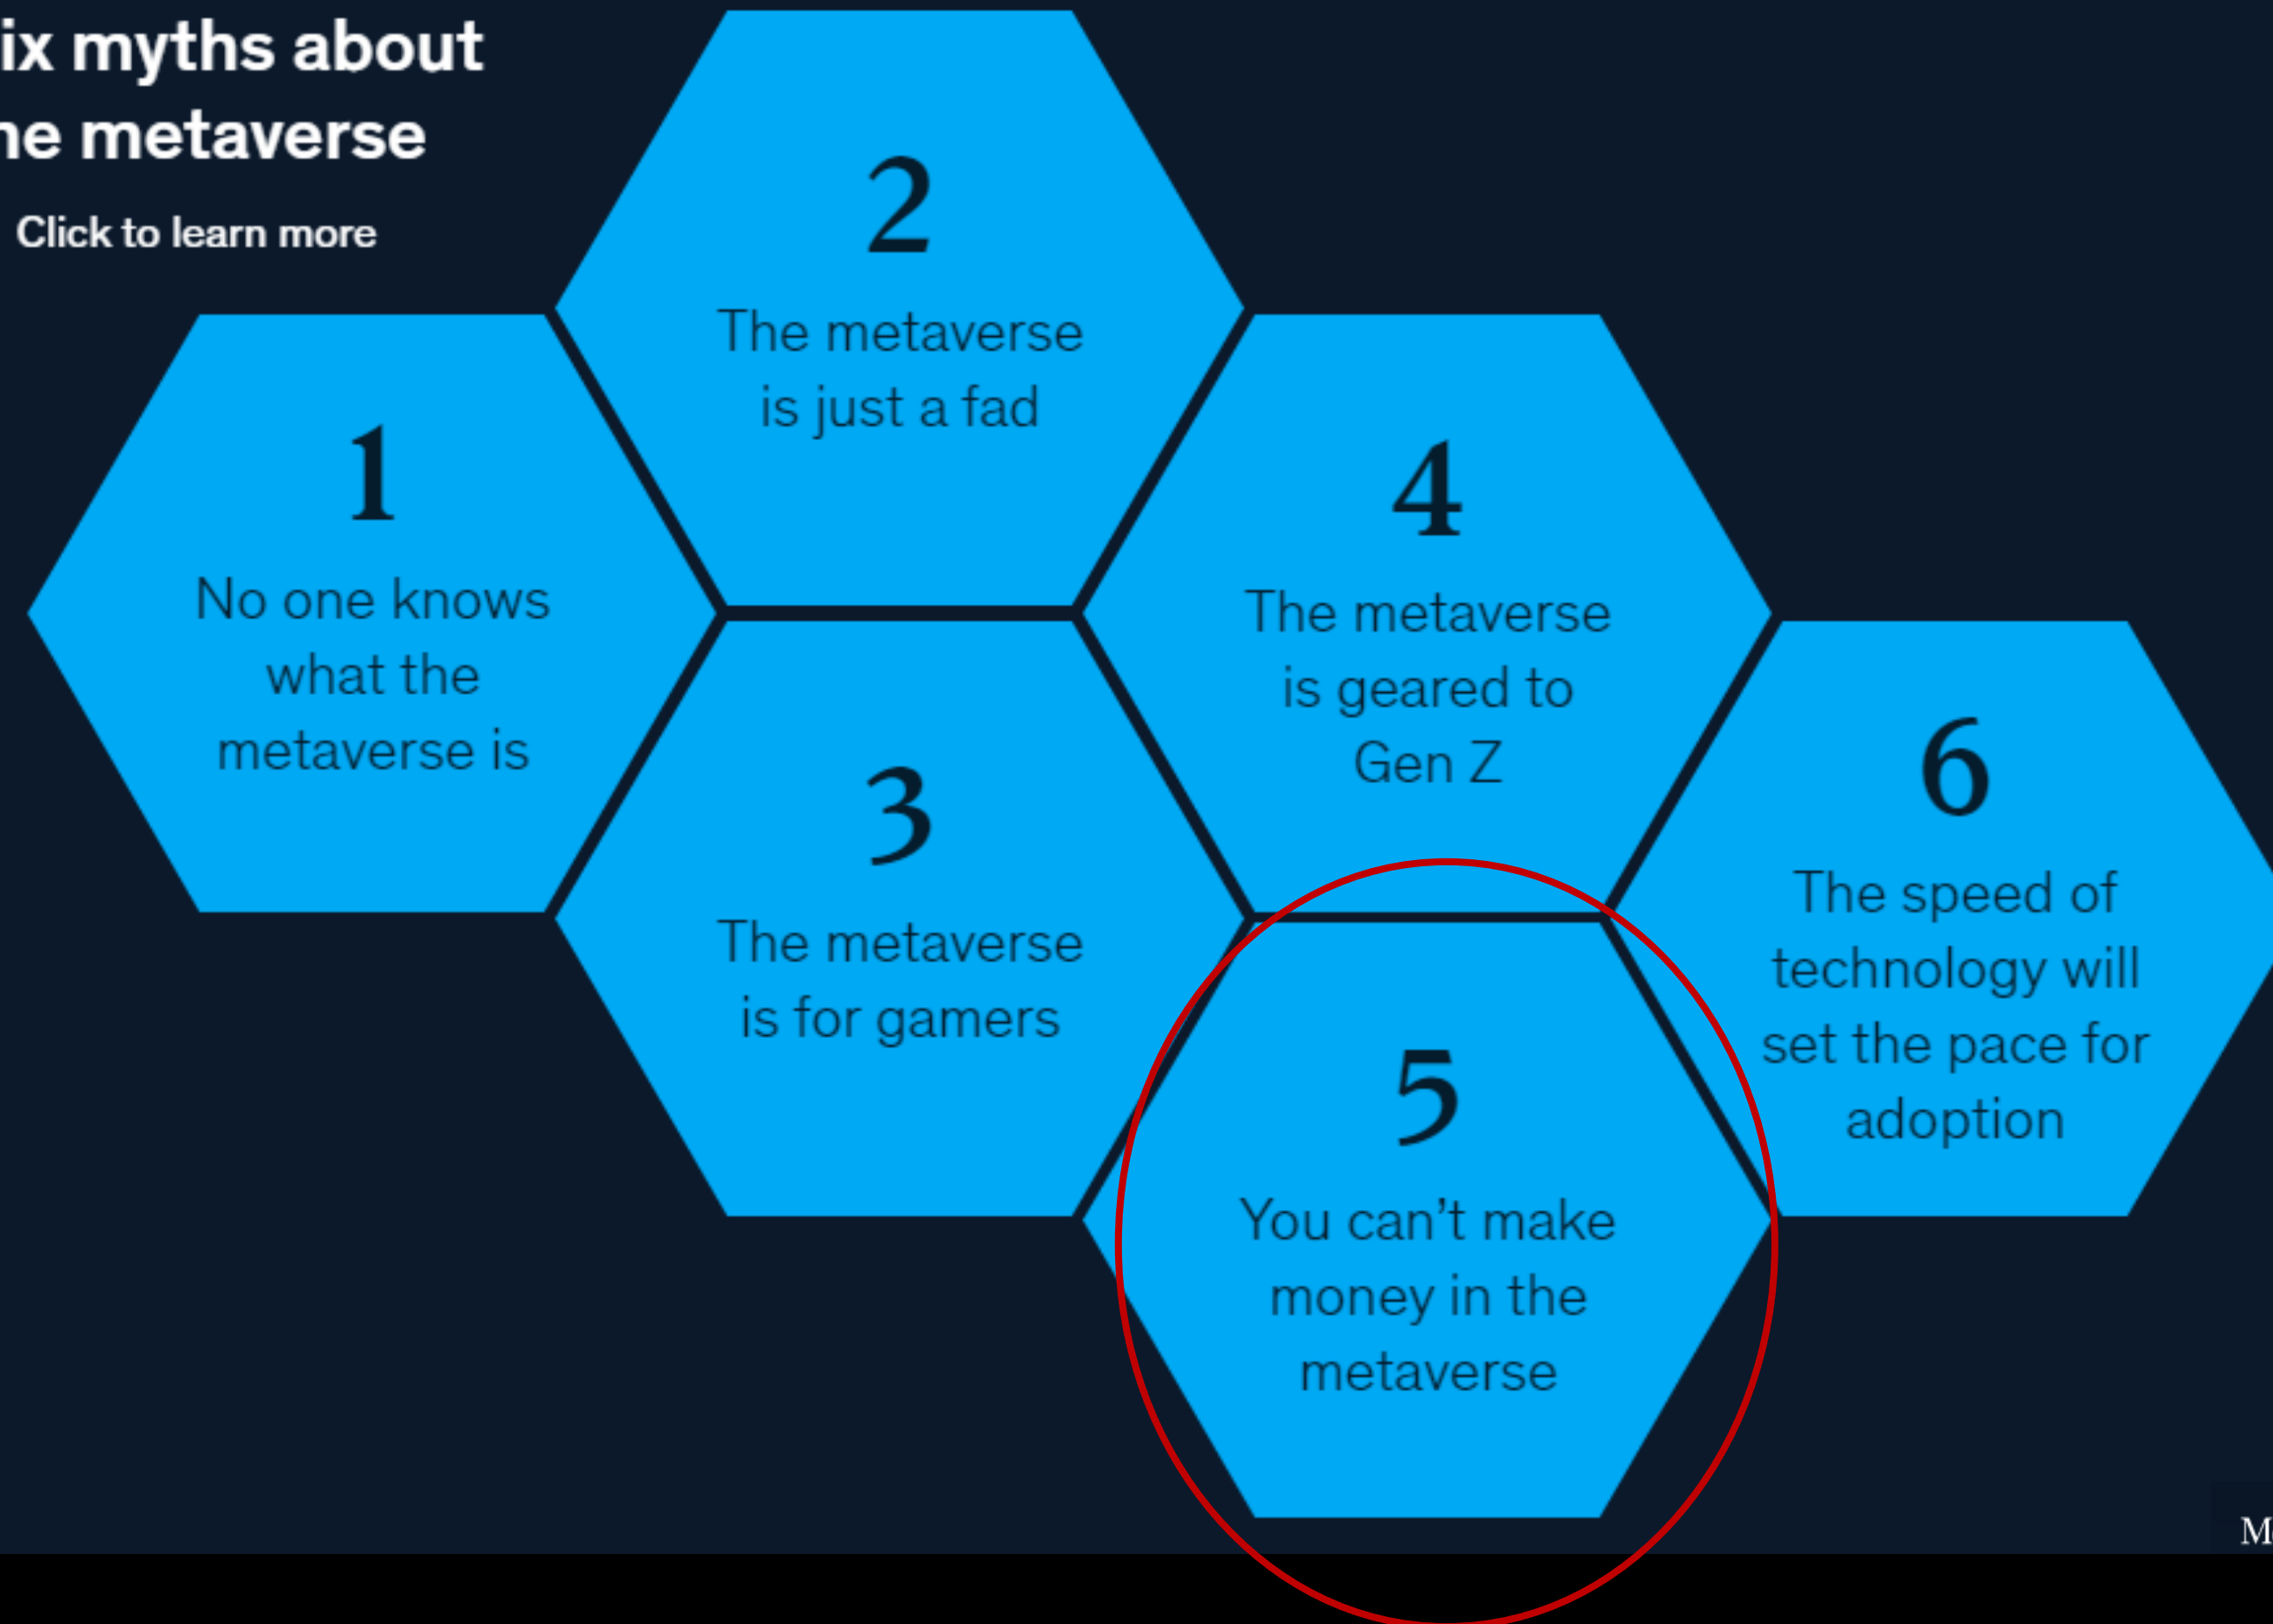 ix myths about
he metaverse
Click to learn more
1
No one knows
what the
metaverse is
2
The metaverse
is just a fad
3
The metaverse
is for gamers
4
The metaverse
is geared to
Gen Z
5
You can’t make
money in the
metaverse
6
The speed of
technology will
set the pace for
adoption